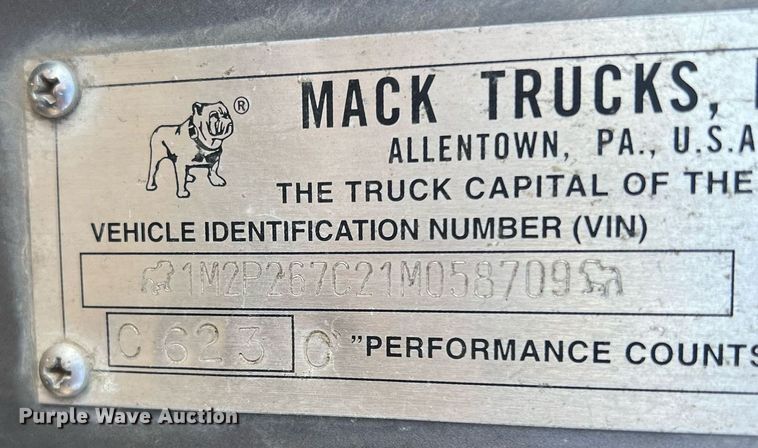 ®
MACK TRUCKS,
ALLENTOWN, PA., U.S.A
THE TRUCK CAPITAL OF THE
VEHICLE IDENTIFICATION NUMBER (VIN)
1M2P267C21M058709
C 623 C "PERFORMANCE COUNTS
Purple Wave Auction